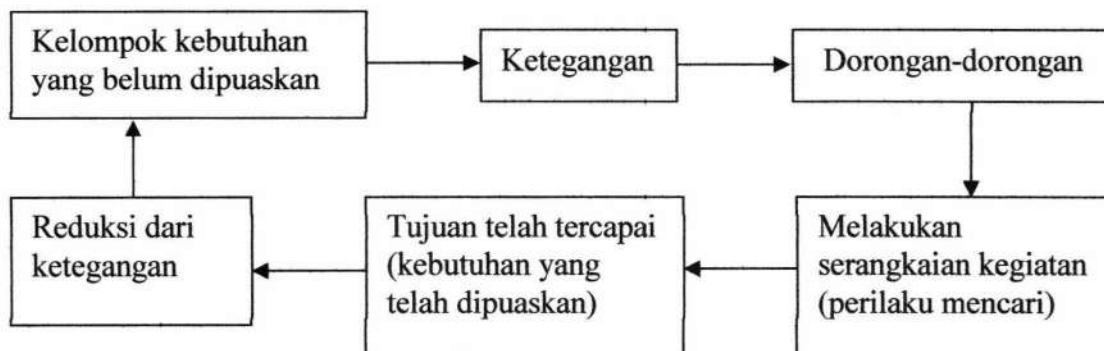 Kelompok kebutuhan
yang belum dipuaskan
Ketegangan
Dorongan-dorongan
Melakukan
serangkaian kegiatan
(perilaku mencari)
Tujuan telah tercapai
(kebutuhan yang
telah dipuaskan)
Reduksi dari
ketegangan